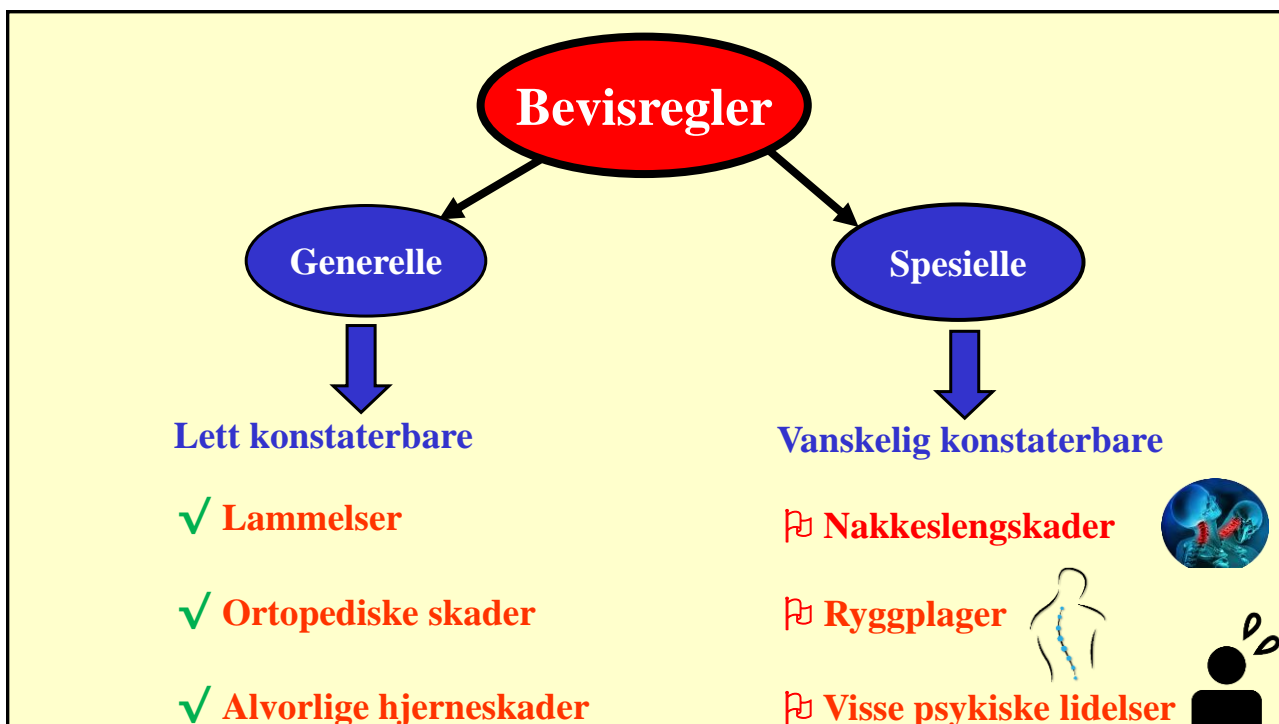 Bevisregler
Generelle
Spesielle
Lett konstaterbare
√ Lammelser
√ Ortopediske skader
√ Alvorlige hjerneskader
Vanskelig konstaterbare
Nakkeslengskader
Ryggplager
Visse psykiske lidelser